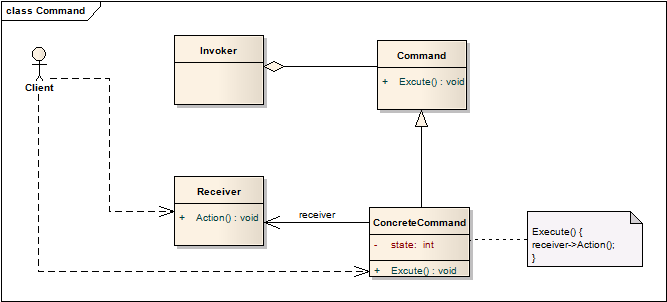 class Command
Client
Invoker
Command
+ Excute() : void
Receiver
+ Action() : void
receiver
ConcreteCommand
- state: int
+ Excute() : void
Execute() {
receiver->Action();
}